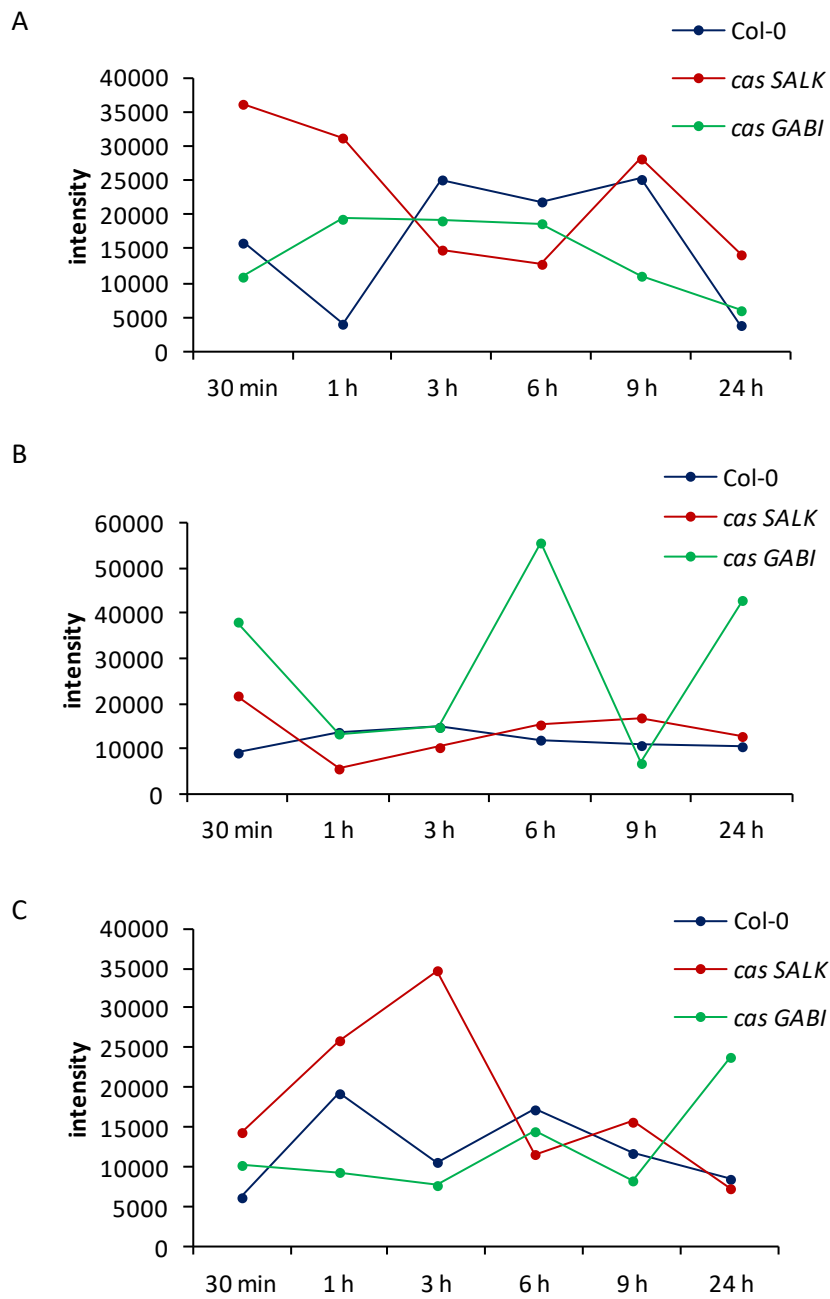 A
Col-0
cas SALK
cas GABI
40000
35000
30000
25000
20000
15000
10000
5000
0
intensity
30 min 1 h 3 h 6 h 9 h 24 h
B
Col-0
cas SALK
cas GABI
60000
50000
40000
30000
20000
10000
0
intensity
30 min 1 h 3 h 6 h 9 h 24 h
C
Col-0
cas SALK
cas GABI
40000
35000
30000
25000
20000
15000
10000
5000
0
intensity
30 min 1 h 3 h 6 h 9 h 24 h